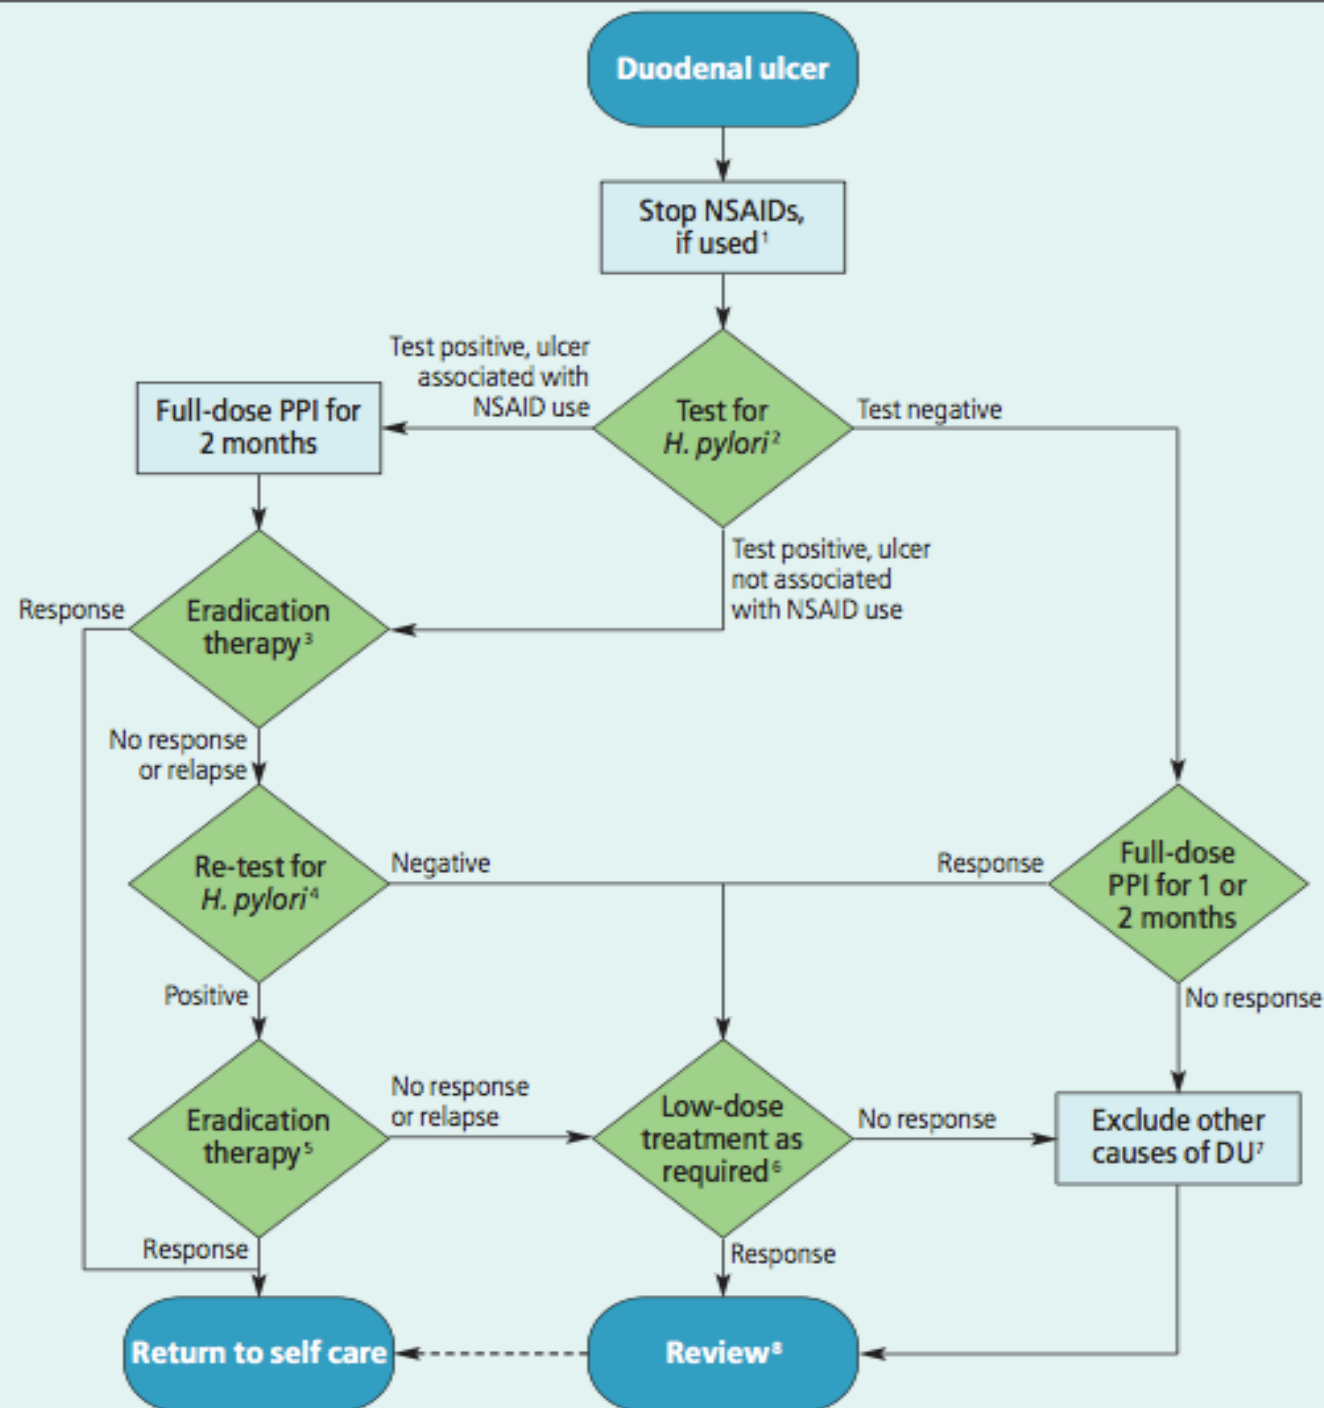 Duodenal ulcer
Stop NSAIDs,
if used¹
Test positive, ulcer
associated with
NSAID use
Full-dose PPI for
2 months
Test for
H. pylori²
Test negative
Test positive, ulcer
not associated
with NSAID use
Response
Eradication
therapy³
No response
or relapse
Re-test for
H. pylori⁴
Negative
Response
Full-dose
PPI for 1 or
2 months
Positive
No response
Eradication
therapy⁵
No response
or relapse
Low-dose
treatment as
required⁶
No response
Exclude other
causes of DU⁷
Response
Response
Return to self care
Review⁸